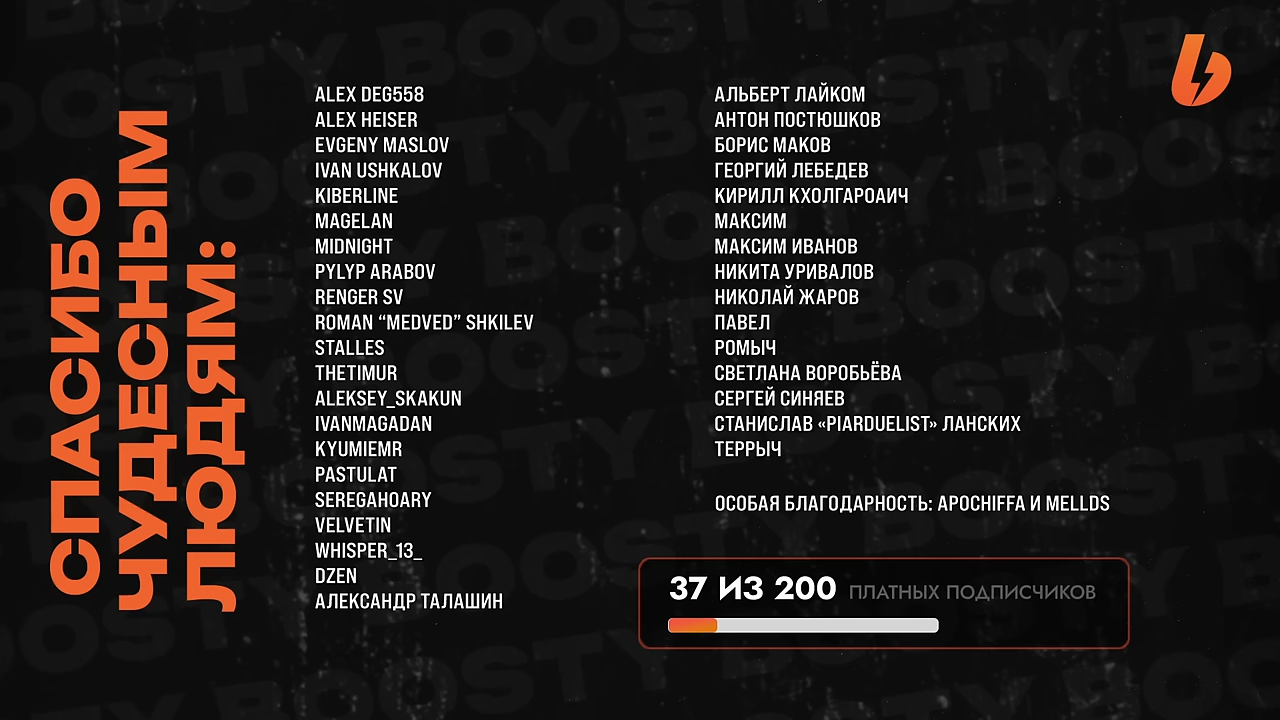 СПАСИБО
ЧУДЕСНЫМ
ЛЮДЯМ:
ALEX DEG558
ALEX HEISER
EVGENY MASLOV
IVAN USHKALOV
KIBERLINE
MAGELAN
MIDNIGHT
PYLYP ARABOV
RENGER SV
ROMAN “MEDVED” SHKILEV
STALLES
THETIMUR
ALEKSEY_SKAKUN
IVANMAGADAN
KYUMIEMR
PASTULAT
SEREGAHOARY
VELVETIN
WHISPER_13_
DZEN
АЛЕКСАНДР ТАЛАШИН
АЛЬБЕРТ ЛАЙКОМ
АНТОН ПОСТЮШКОВ
БОРИС МАКОВ
ГЕОРГИЙ ЛЕБЕДЕВ
КИРИЛЛ КХОЛГАРОАИЧ
МАКСИМ
МАКСИМ ИВАНОВ
НИКИТА УРИВАЛОВ
НИКОЛАЙ ЖАРОВ
ПАВЕЛ
РОМЫЧ
СВЕТЛАНА ВОРОБЬЁВА
СЕРГЕЙ СИНЯЕВ
СТАНИСЛАВ «PIARDUELIST» ЛАНСКИХ
ТЕРРЫЧ
ОСОБАЯ БЛАГОДАРНОСТЬ: APOCHIFFA И MELLDS
37 ИЗ 200 ПЛАТНЫХ ПОДПИСЧИКОВ